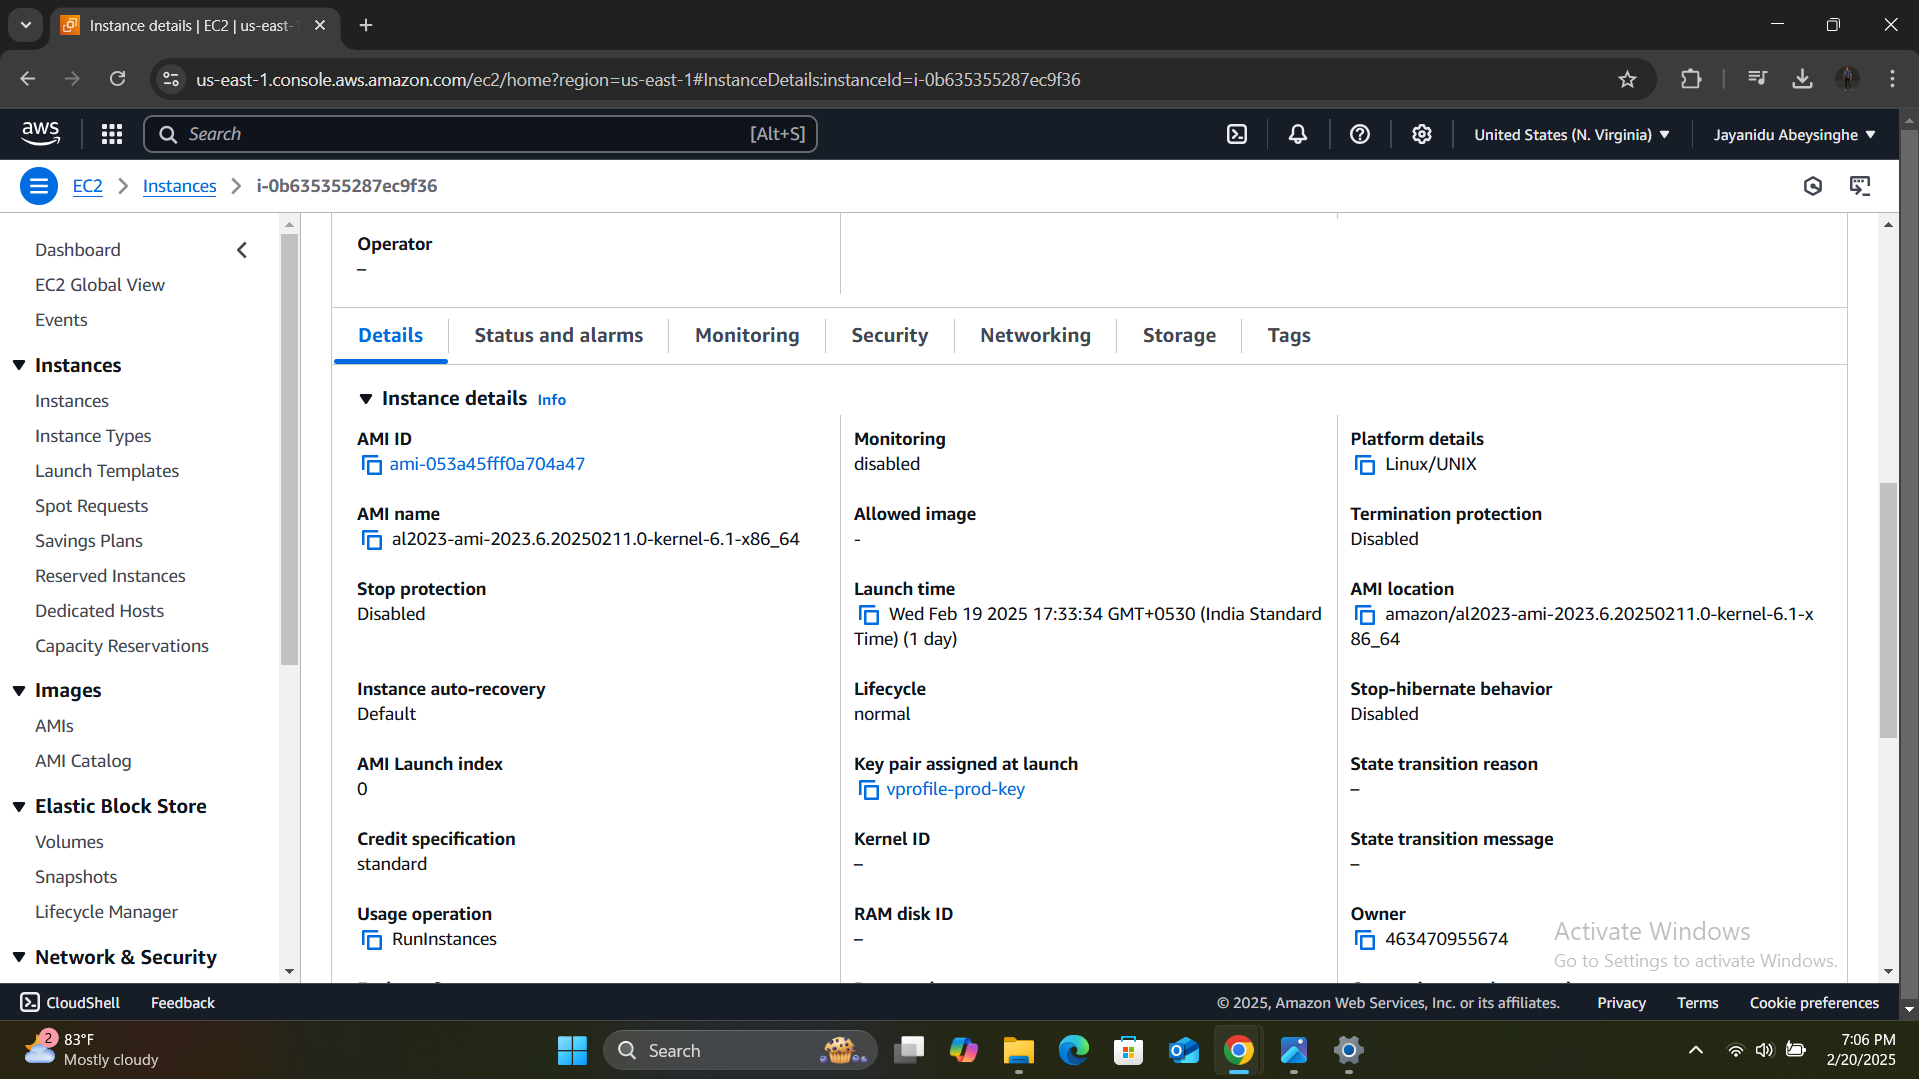 Instance details | EC2 | us-east-
us-east-1.console.aws.amazon.com/ec2/home?region=us-east-1#InstanceDetails:instanceId=i-0b635355287ec9f36
aws
Search
[Alt+S]
United States (N. Virginia)
Jayanidu Abeysinghe
EC2
Instances
i-0b635355287ec9f36
Dashboard
EC2 Global View
Events
Instances
Instances
Instance Types
Launch Templates
Spot Requests
Savings Plans
Reserved Instances
Dedicated Hosts
Capacity Reservations
Images
AMIs
AMI Catalog
Elastic Block Store
Volumes
Snapshots
Lifecycle Manager
Network & Security
Operator
–
Details
Status and alarms
Monitoring
Security
Networking
Storage
Tags
Instance details Info
AMI ID
ami-053a45fff0a704a47
Monitoring
disabled
Platform details
Linux/UNIX
AMI name
al2023-ami-2023.6.20250211.0-kernel-6.1-x86_64
Allowed image
-
Termination protection
Disabled
Stop protection
Disabled
Launch time
Wed Feb 19 2025 17:33:34 GMT+0530 (India Standard
Time) (1 day)
AMI location
amazon/al2023-ami-2023.6.20250211.0-kernel-6.1-x
86_64
Instance auto-recovery
Default
Lifecycle
normal
Stop-hibernate behavior
Disabled
AMI Launch index
0
Key pair assigned at launch
vprofile-prod-key
State transition reason
–
Credit specification
standard
Kernel ID
–
State transition message
–
Usage operation
RunInstances
RAM disk ID
–
Owner
463470955674
Activate Windows
Go to Settings to activate Windows.
CloudShell
Feedback
© 2025, Amazon Web Services, Inc. or its affiliates.
Privacy
Terms
Cookie preferences
2
83°F
Mostly cloudy
Search
7:06 PM
2/20/2025